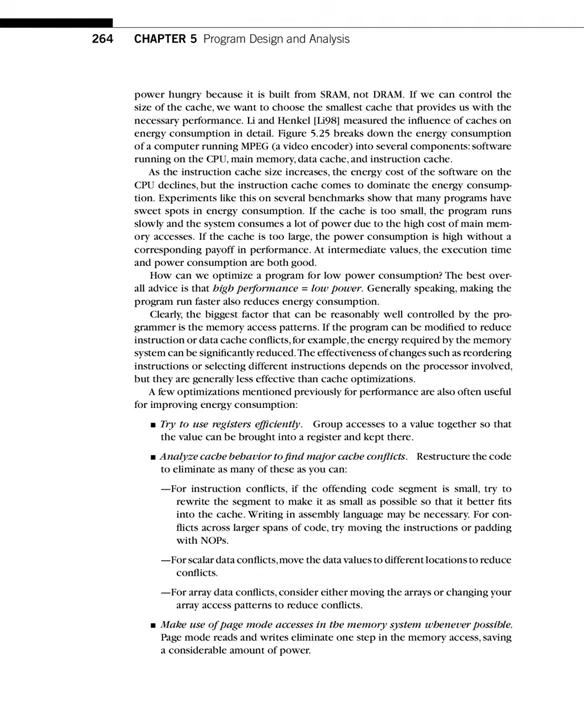 264 CHAPTER 5 Program Design and Analysis
power hungry because it is built from SRAM, not DRAM. If we can control the
size of the cache, we want to choose the smallest cache that provides us with the
necessary performance. Li and Henkel [Li98] measured the influence of caches on
energy consumption in detail. Figure 5.25 breaks down the energy consumption
of a computer running MPEG (a video encoder) into several components: software
running on the CPU, main memory, data cache, and instruction cache.
As the instruction cache size increases, the energy cost of the software on the
CPU declines, but the instruction cache comes to dominate the energy consump-
tion. Experiments like this on several benchmarks show that many programs have
sweet spots in energy consumption. If the cache is too small, the program runs
slowly and the system consumes a lot of power due to the high cost of main mem-
ory accesses. If the cache is too large, the power consumption is high without a
corresponding payoff in performance. At intermediate values, the execution time
and power consumption are both good.
How can we optimize a program for low power consumption? The best over-
all advice is that high performance = low power. Generally speaking, making the
program run faster also reduces energy consumption.
Clearly, the biggest factor that can be reasonably well controlled by the pro-
grammer is the memory access patterns. If the program can be modified to reduce
instruction or data cache conflicts, for example, the energy required by the memory
system can be significantly reduced. The effectiveness of changes such as reordering
instructions or selecting different instructions depends on the processor involved,
but they are generally less effective than cache optimizations.
A few optimizations mentioned previously for performance are also often useful
for improving energy consumption:
■ Try to use registers efficiently. Group accesses to a value together so that
the value can be brought into a register and kept there.
■ Analyze cache behavior to find major cache conflicts. Restructure the code
to eliminate as many of these as you can:
—For instruction conflicts, if the offending code segment is small, try to
rewrite the segment to make it as small as possible so that it better fits
into the cache. Writing in assembly language may be necessary. For con-
flicts across larger spans of code, try moving the instructions or padding
with NOPs.
—For scalar data conflicts, move the data values to different locations to reduce
conflicts.
—For array data conflicts, consider either moving the arrays or changing your
array access patterns to reduce conflicts.
■ Make use of page mode accesses in the memory system whenever possible.
Page mode reads and writes eliminate one step in the memory access, saving
a considerable amount of power.